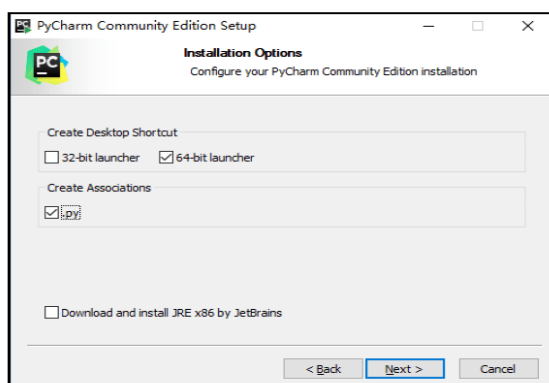 PC PyCharm Community Edition Setup
PC
Installation Options
Configure your PyCharm Community Edition installation
Create Desktop Shortcut
32-bit launcher 64-bit launcher
Create Associations
.py
Download and install JRE x86 by JetBrains
< Back Next > Cancel